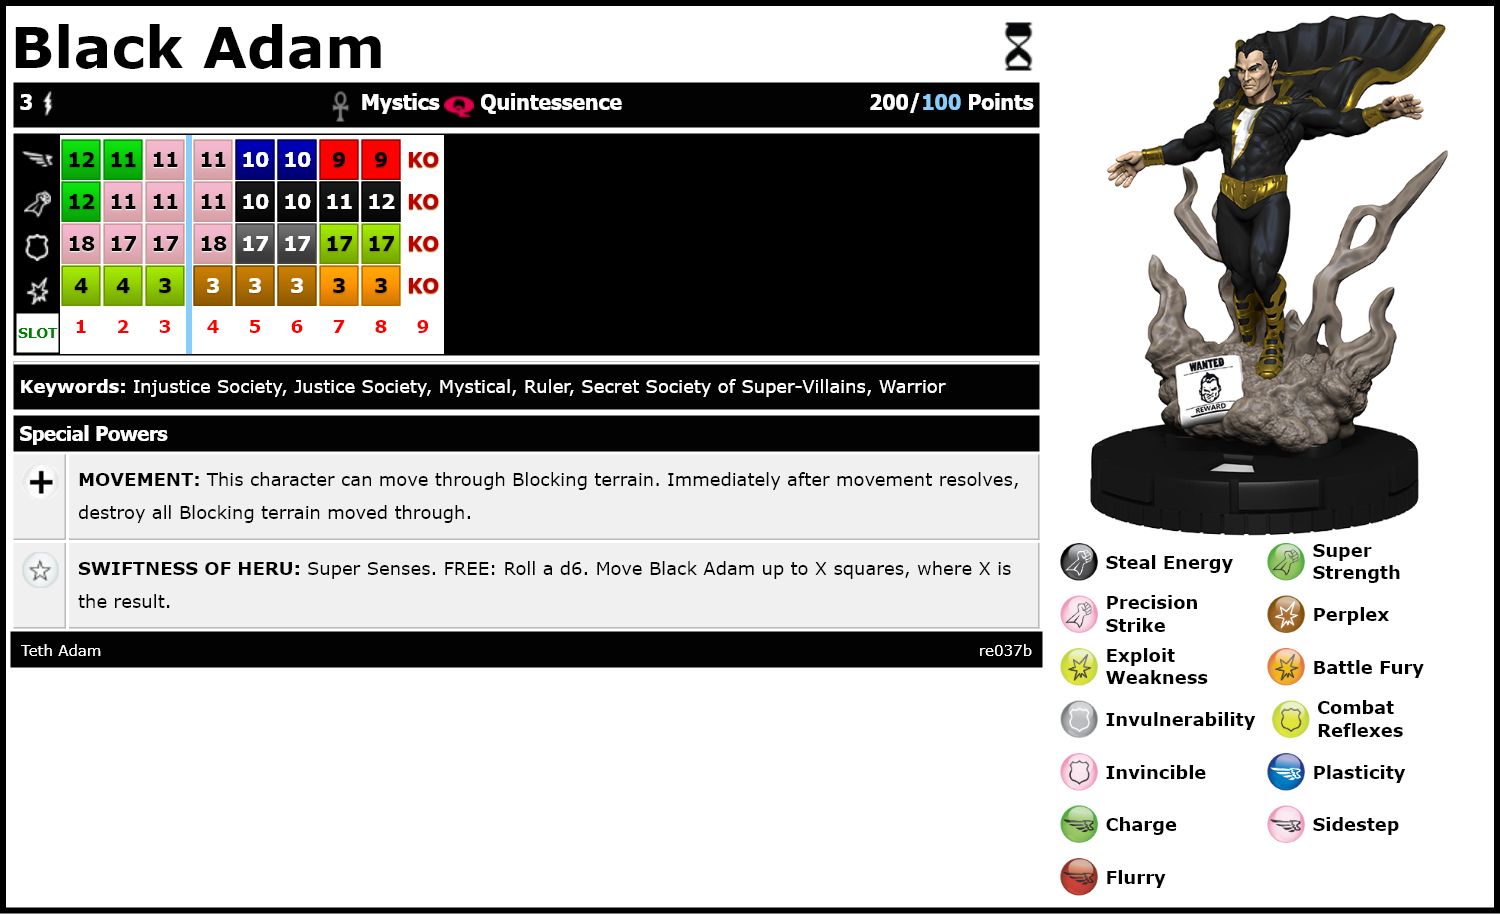 Black Adam
3 Mystics Quintessence 200/100 Points
12 11 11 11 10 10 9 9 KO
12 11 11 11 10 10 11 12 KO
18 17 17 18 17 17 17 17 KO
4 4 3 3 3 3 3 3 KO
SLOT 1 2 3 4 5 6 7 8 9
Keywords: Injustice Society, Justice Society, Mystical, Ruler, Secret Society of Super-Villains, Warrior
Special Powers
MOVEMENT: This character can move through Blocking terrain. Immediately after movement resolves,
destroy all Blocking terrain moved through.
SWIFTNESS OF HERU: Super Senses. FREE: Roll a d6. Move Black Adam up to X squares, where X is
the result.
Teth Adam re037b
WANTED
REWARD
Steal Energy
Super
Strength
Precision
Strike
Perplex
Exploit
Weakness
Battle Fury
Invulnerability
Combat
Reflexes
Invincible
Plasticity
Charge
Sidestep
Flurry